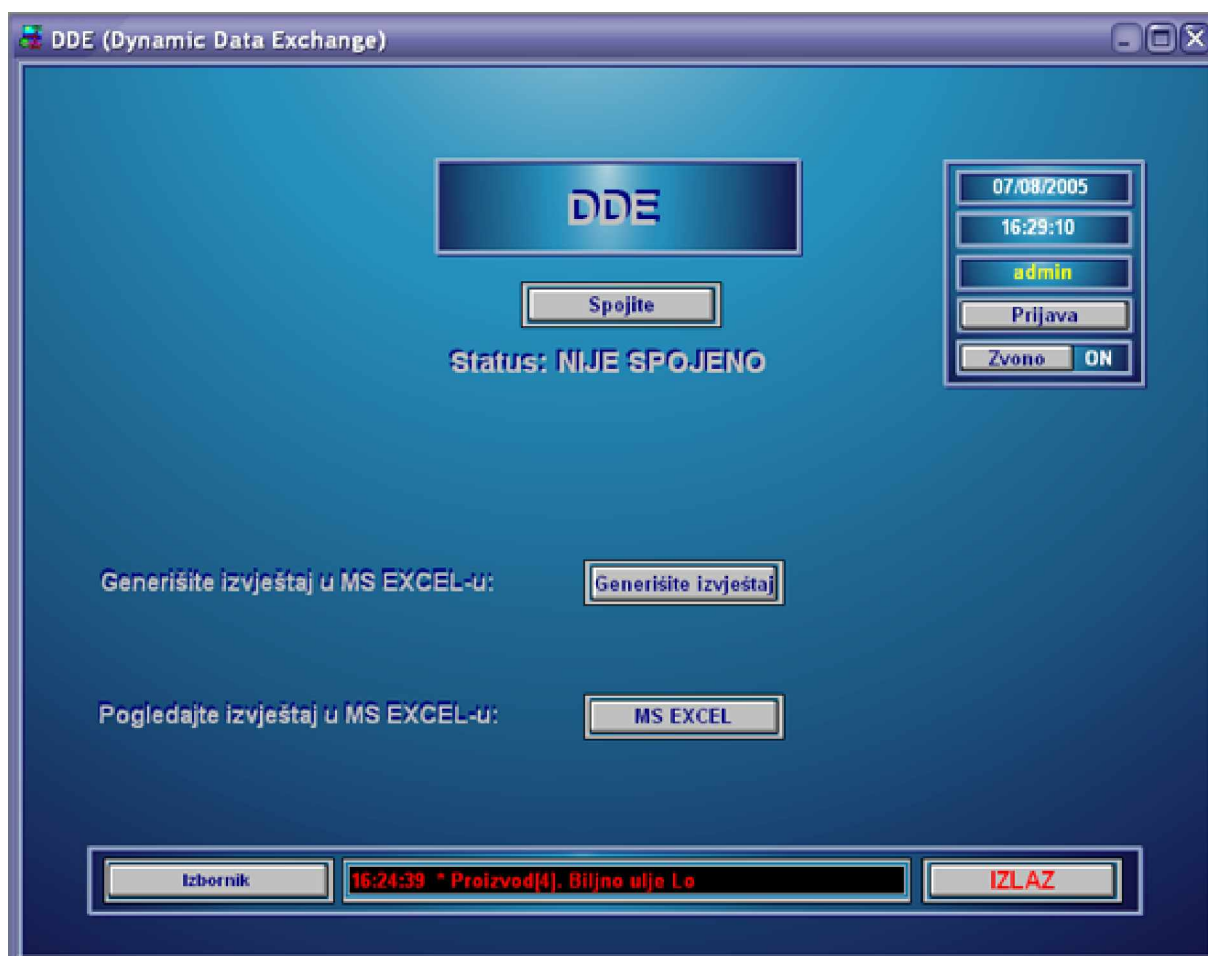 DDE (Dynamic Data Exchange)
DDE
07/08/2005
16:29:10
admin
Spojite
Prijava
Status: NIJE SPOJENO
Zvono ON
Generišite izvještaj u MS EXCEL-u:
Generišite izvještaj
Pogledajte izvještaj u MS EXCEL-u:
MS EXCEL
Izbornik
16:24:39 * Proizvod[4]. Biljno ulje Lo
IZLAZ